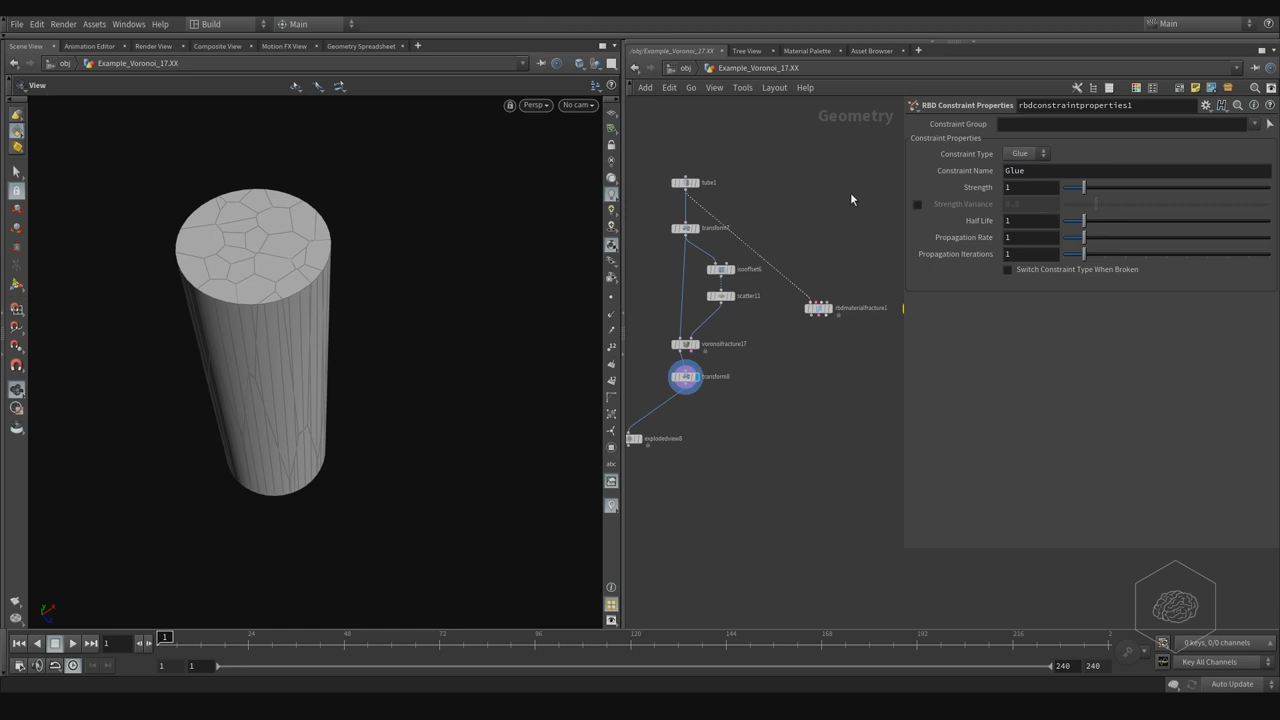 File Edit Render Assets Windows Help Build Main Main
Scene View Animation Editor Render View Composite View Motion FX View Geometry Spreadsheet
obj Example_Voronoi_17.XX
View
Persp No cam
/obj/Example_Voronoi_17.XX Tree View Material Palette Asset Browser
obj Example_Voronoi_17.XX
Add Edit Go View Tools Layout Help
Geometry
tube1
transform7
isooffset6
scatter11
rbdmaterialfracture1
voronoifracture17
transform8
explodedview8
RBD Constraint Properties rbdconstraintproperties1
Constraint Group
Constraint Properties
Constraint Type Glue
Constraint Name Glue
Strength 1
Strength Variance 0.0
Half Life 1
Propagation Rate 1
Propagation Iterations 1
Switch Constraint Type When Broken
abc
1 1 24 48 72 96 120 144 168 192 216 2
1 1 240 240
0 keys, 0/0 channels
Key All Channels
Auto Update